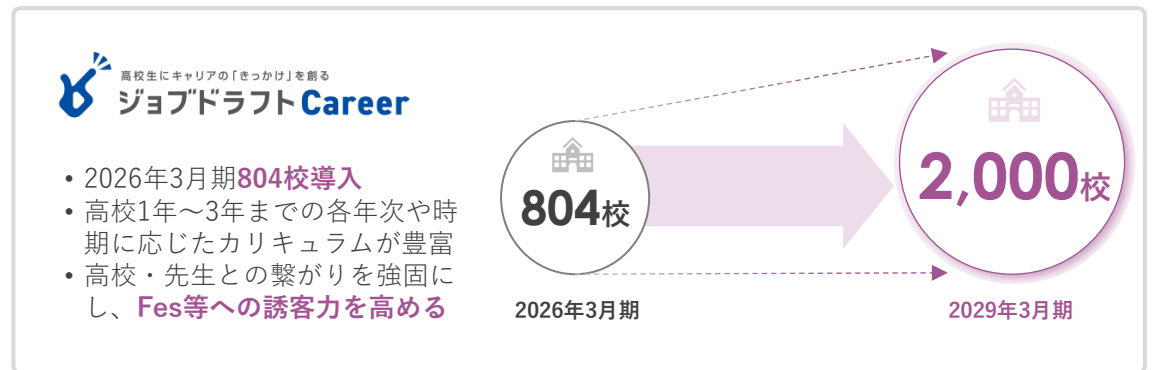 高校生にキャリアの「きっかけ」を創る
ジョブドラフトCareer
• 2026年3月期804校導入
• 高校1年～3年までの各年次や時
期に応じたカリキュラムが豊富
• 高校・先生との繋がりを強固に
し、Fes等への誘客力を高める
804校
2026年3月期
2,000校
2029年3月期